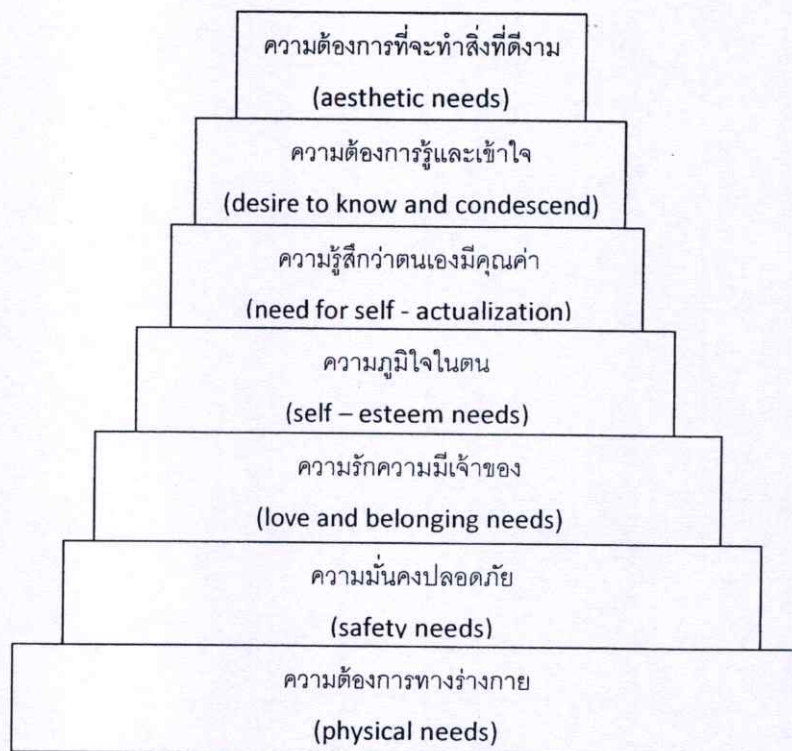 ความต้องการที่จะทำสิ่งที่ดีงาม
(aesthetic needs)
ความต้องการรู้และเข้าใจ
(desire to know and condescend)
ความรู้สึกว่าตนเองมีคุณค่า
(need for self - actualization)
ความภูมิใจในตน
(self – esteem needs)
ความรักความมีเจ้าของ
(love and belonging needs)
ความมั่นคงปลอดภัย
(safety needs)
ความต้องการทางร่างกาย
(physical needs)